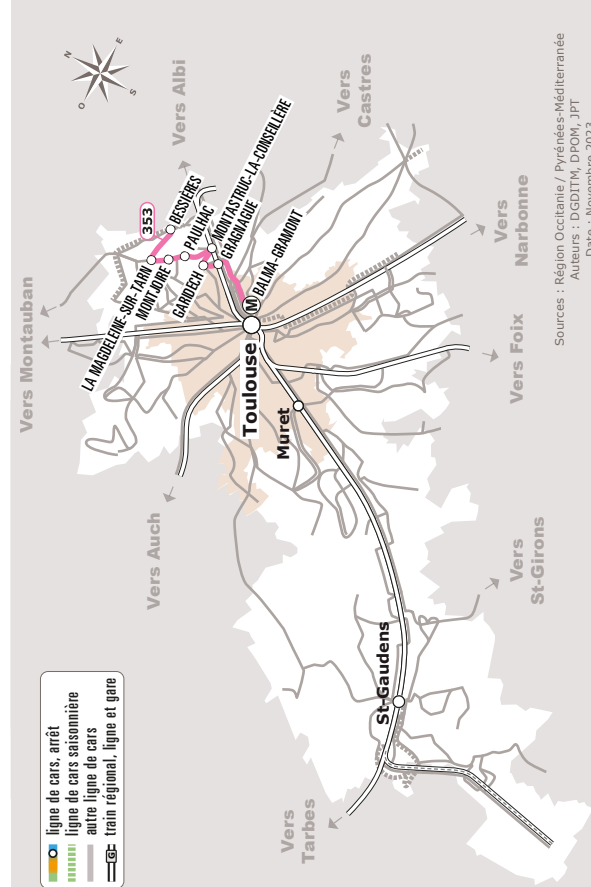 N
E
S
O
Vers Montauban
Vers Albi
Vers
Castres
353
BESSIÈRES
LA MAGDELEINE-SUR-TARN
MONTJOIRE
PAULHAC
GARIDECH
MONTASTRUC-LA-CONSEILLÈRE
GRAGNAGUE
M
BALMA-GRAMONT
Toulouse
Vers
Narbonne
Muret
Vers Foix
Vers Auch
Vers
St-Girons
St-Gaudens
Vers
Tarbes
ligne de cars, arrêt
ligne de cars saisonnière
autre ligne de cars
G
train régional, ligne et gare
Sources : Région Occitanie / Pyrénées-Méditerranée
Auteurs : DGDITM, DPOM, JPT
Date : Novembre 2023